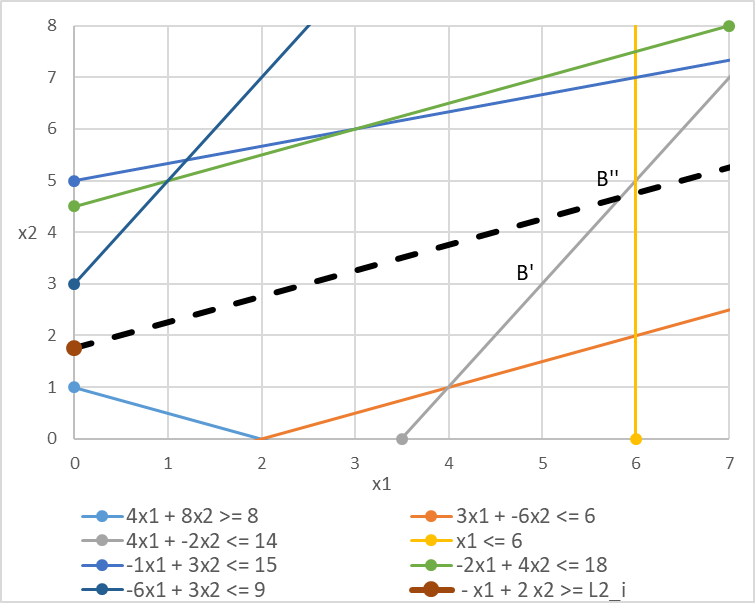 8
7
B''
6
5
x2
4
B'
3
2
1
0
0 1 2 3 4 5 6 7
x1
4x1 + 8x2 >= 8 3x1 + -6x2 <= 6
4x1 + -2x2 <= 14 x1 <= 6
-1x1 + 3x2 <= 15 -2x1 + 4x2 <= 18
-6x1 + 3x2 <= 9 - x1 + 2 x2 >= L2_i